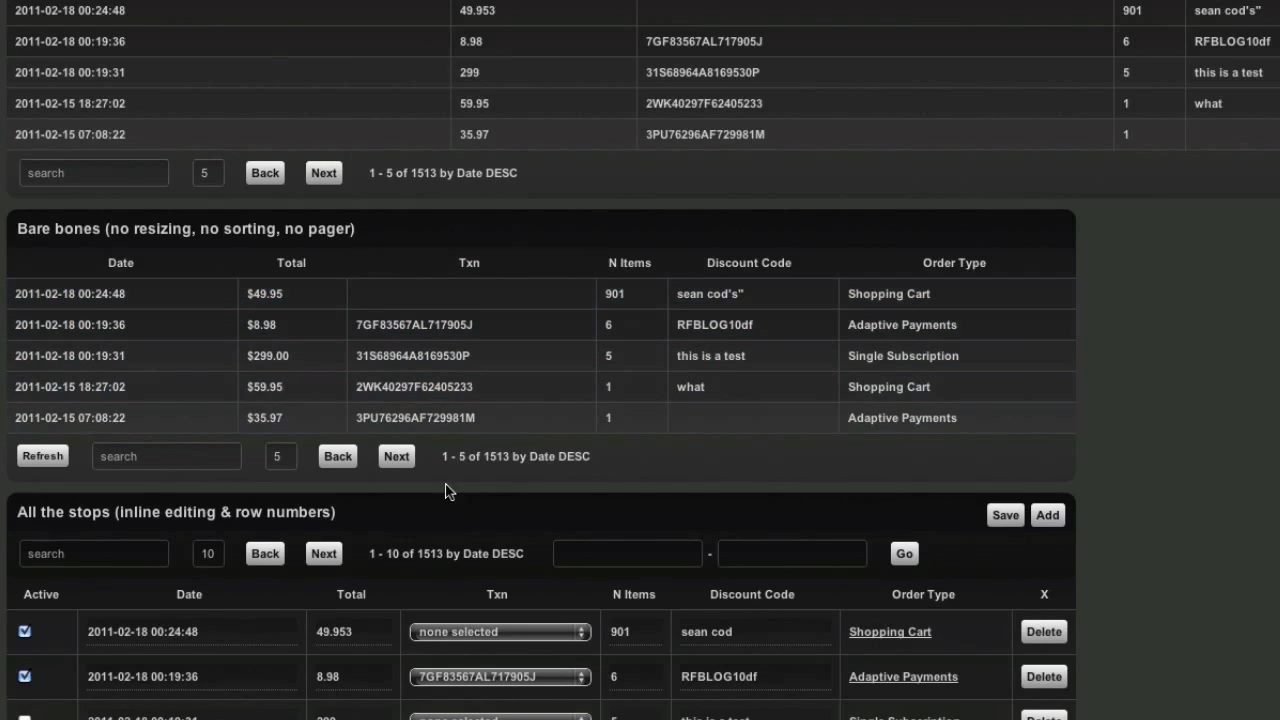 2011-02-18 00:24:48 49.953 901 sean cod's"
2011-02-18 00:19:36 8.98 7GF83567AL717905J 6 RFBLOG10df
2011-02-18 00:19:31 299 31S68964A8169530P 5 this is a test
2011-02-15 18:27:02 59.95 2WK40297F62405233 1 what
2011-02-15 07:08:22 35.97 3PU76296AF729981M 1
search 5 Back Next 1 - 5 of 1513 by Date DESC
Bare bones (no resizing, no sorting, no pager)
Date Total Txn N Items Discount Code Order Type
2011-02-18 00:24:48 $49.95 901 sean cod's" Shopping Cart
2011-02-18 00:19:36 $8.98 7GF83567AL717905J 6 RFBLOG10df Adaptive Payments
2011-02-18 00:19:31 $299.00 31S68964A8169530P 5 this is a test Single Subscription
2011-02-15 18:27:02 $59.95 2WK40297F62405233 1 what Shopping Cart
2011-02-15 07:08:22 $35.97 3PU76296AF729981M 1 Adaptive Payments
Refresh search 5 Back Next 1 - 5 of 1513 by Date DESC
All the stops (inline editing & row numbers) Save Add
search 10 Back Next 1 - 10 of 1513 by Date DESC - Go
Active Date Total Txn N Items Discount Code Order Type X
2011-02-18 00:24:48 49.953 none selected 901 sean cod Shopping Cart Delete
2011-02-18 00:19:36 8.98 7GF83567AL717905J 6 RFBLOG10df Adaptive Payments Delete